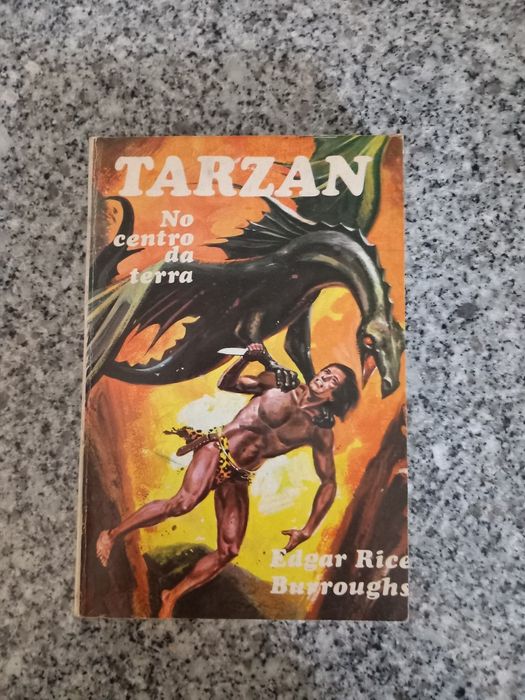 TARZAN
No
centro
da
terra
Edgar Rice
Burroughs